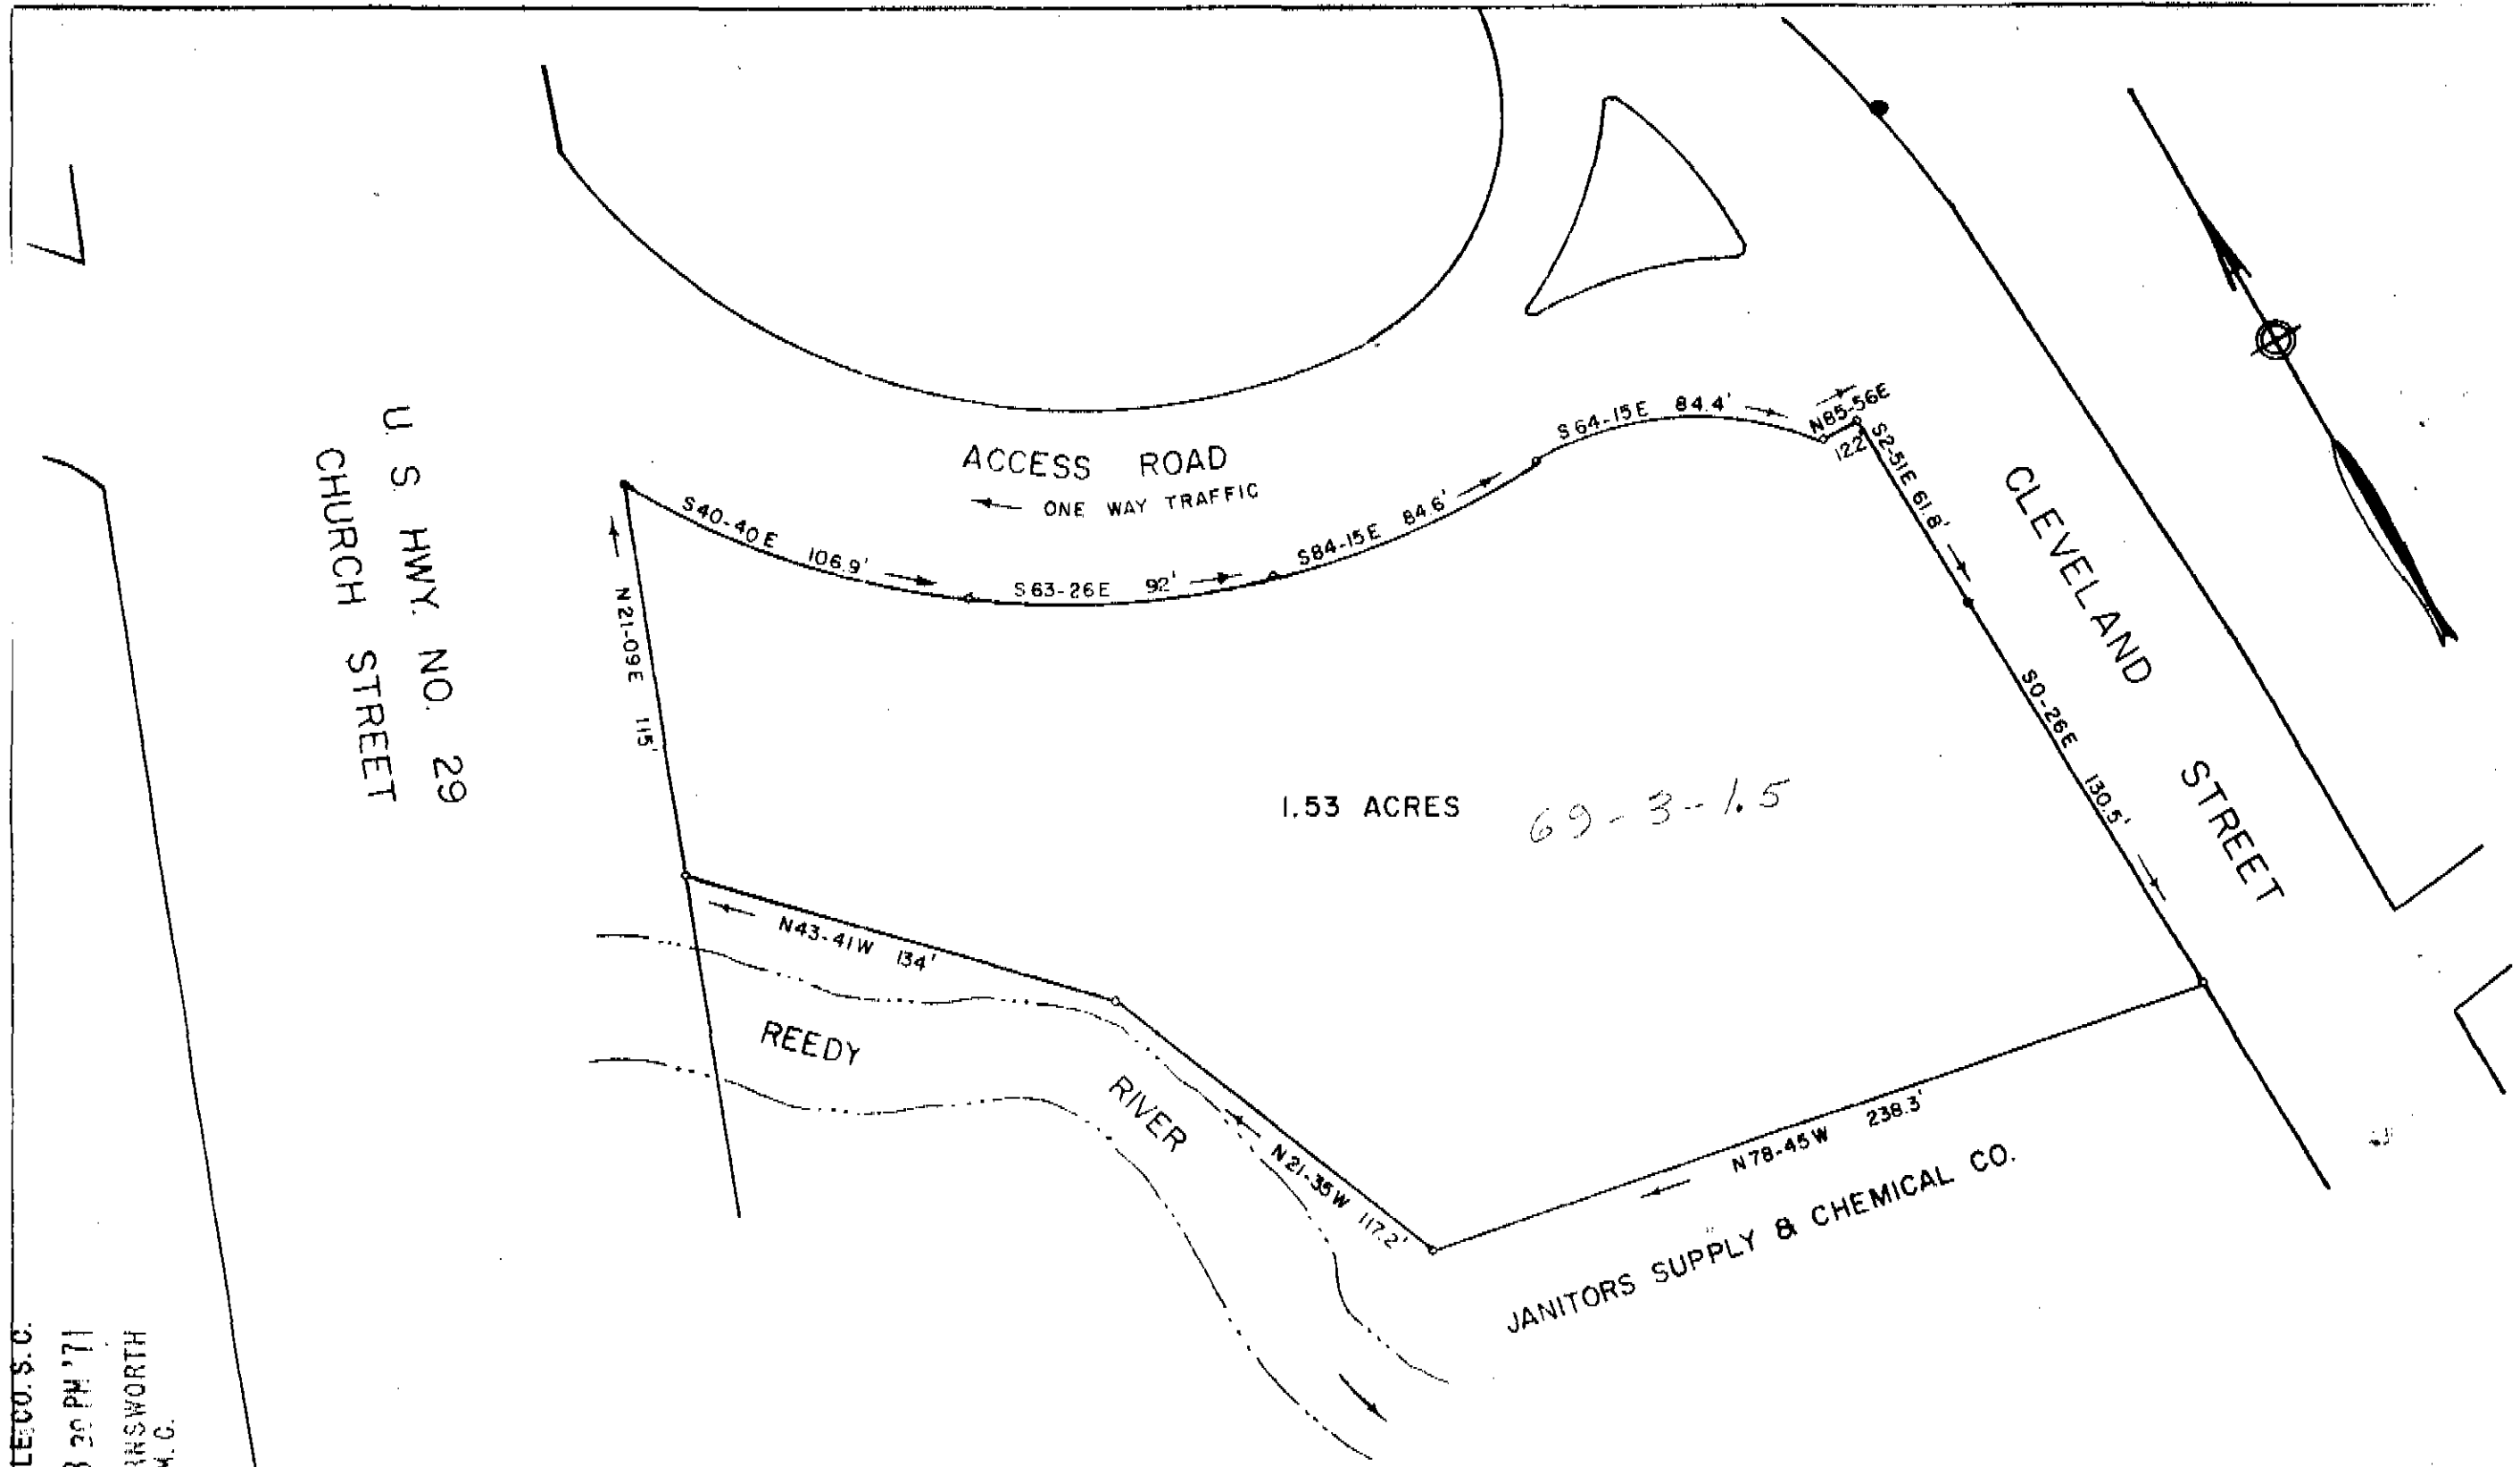 U. S. HWY. NO. 29
CHURCH STREET
ACCESS ROAD
ONE WAY TRAFFIC
S40-40E 106.9'
S63-26E 92'
S84-15E 84.6'
S64-15E 84.4'
N85-56E
122
S2-51E 61.8'
CLEVELAND STREET
S0-26E 130.5'
N21-09E 115'
1.53 ACRES
69-3-1.5
N43-41W 134'
REEDY RIVER
N21-35W 117.2'
N78-45W 238.3'
JANITORS SUPPLY & CHEMICAL CO.
CO. S. C.
PM '71
NSWORTH